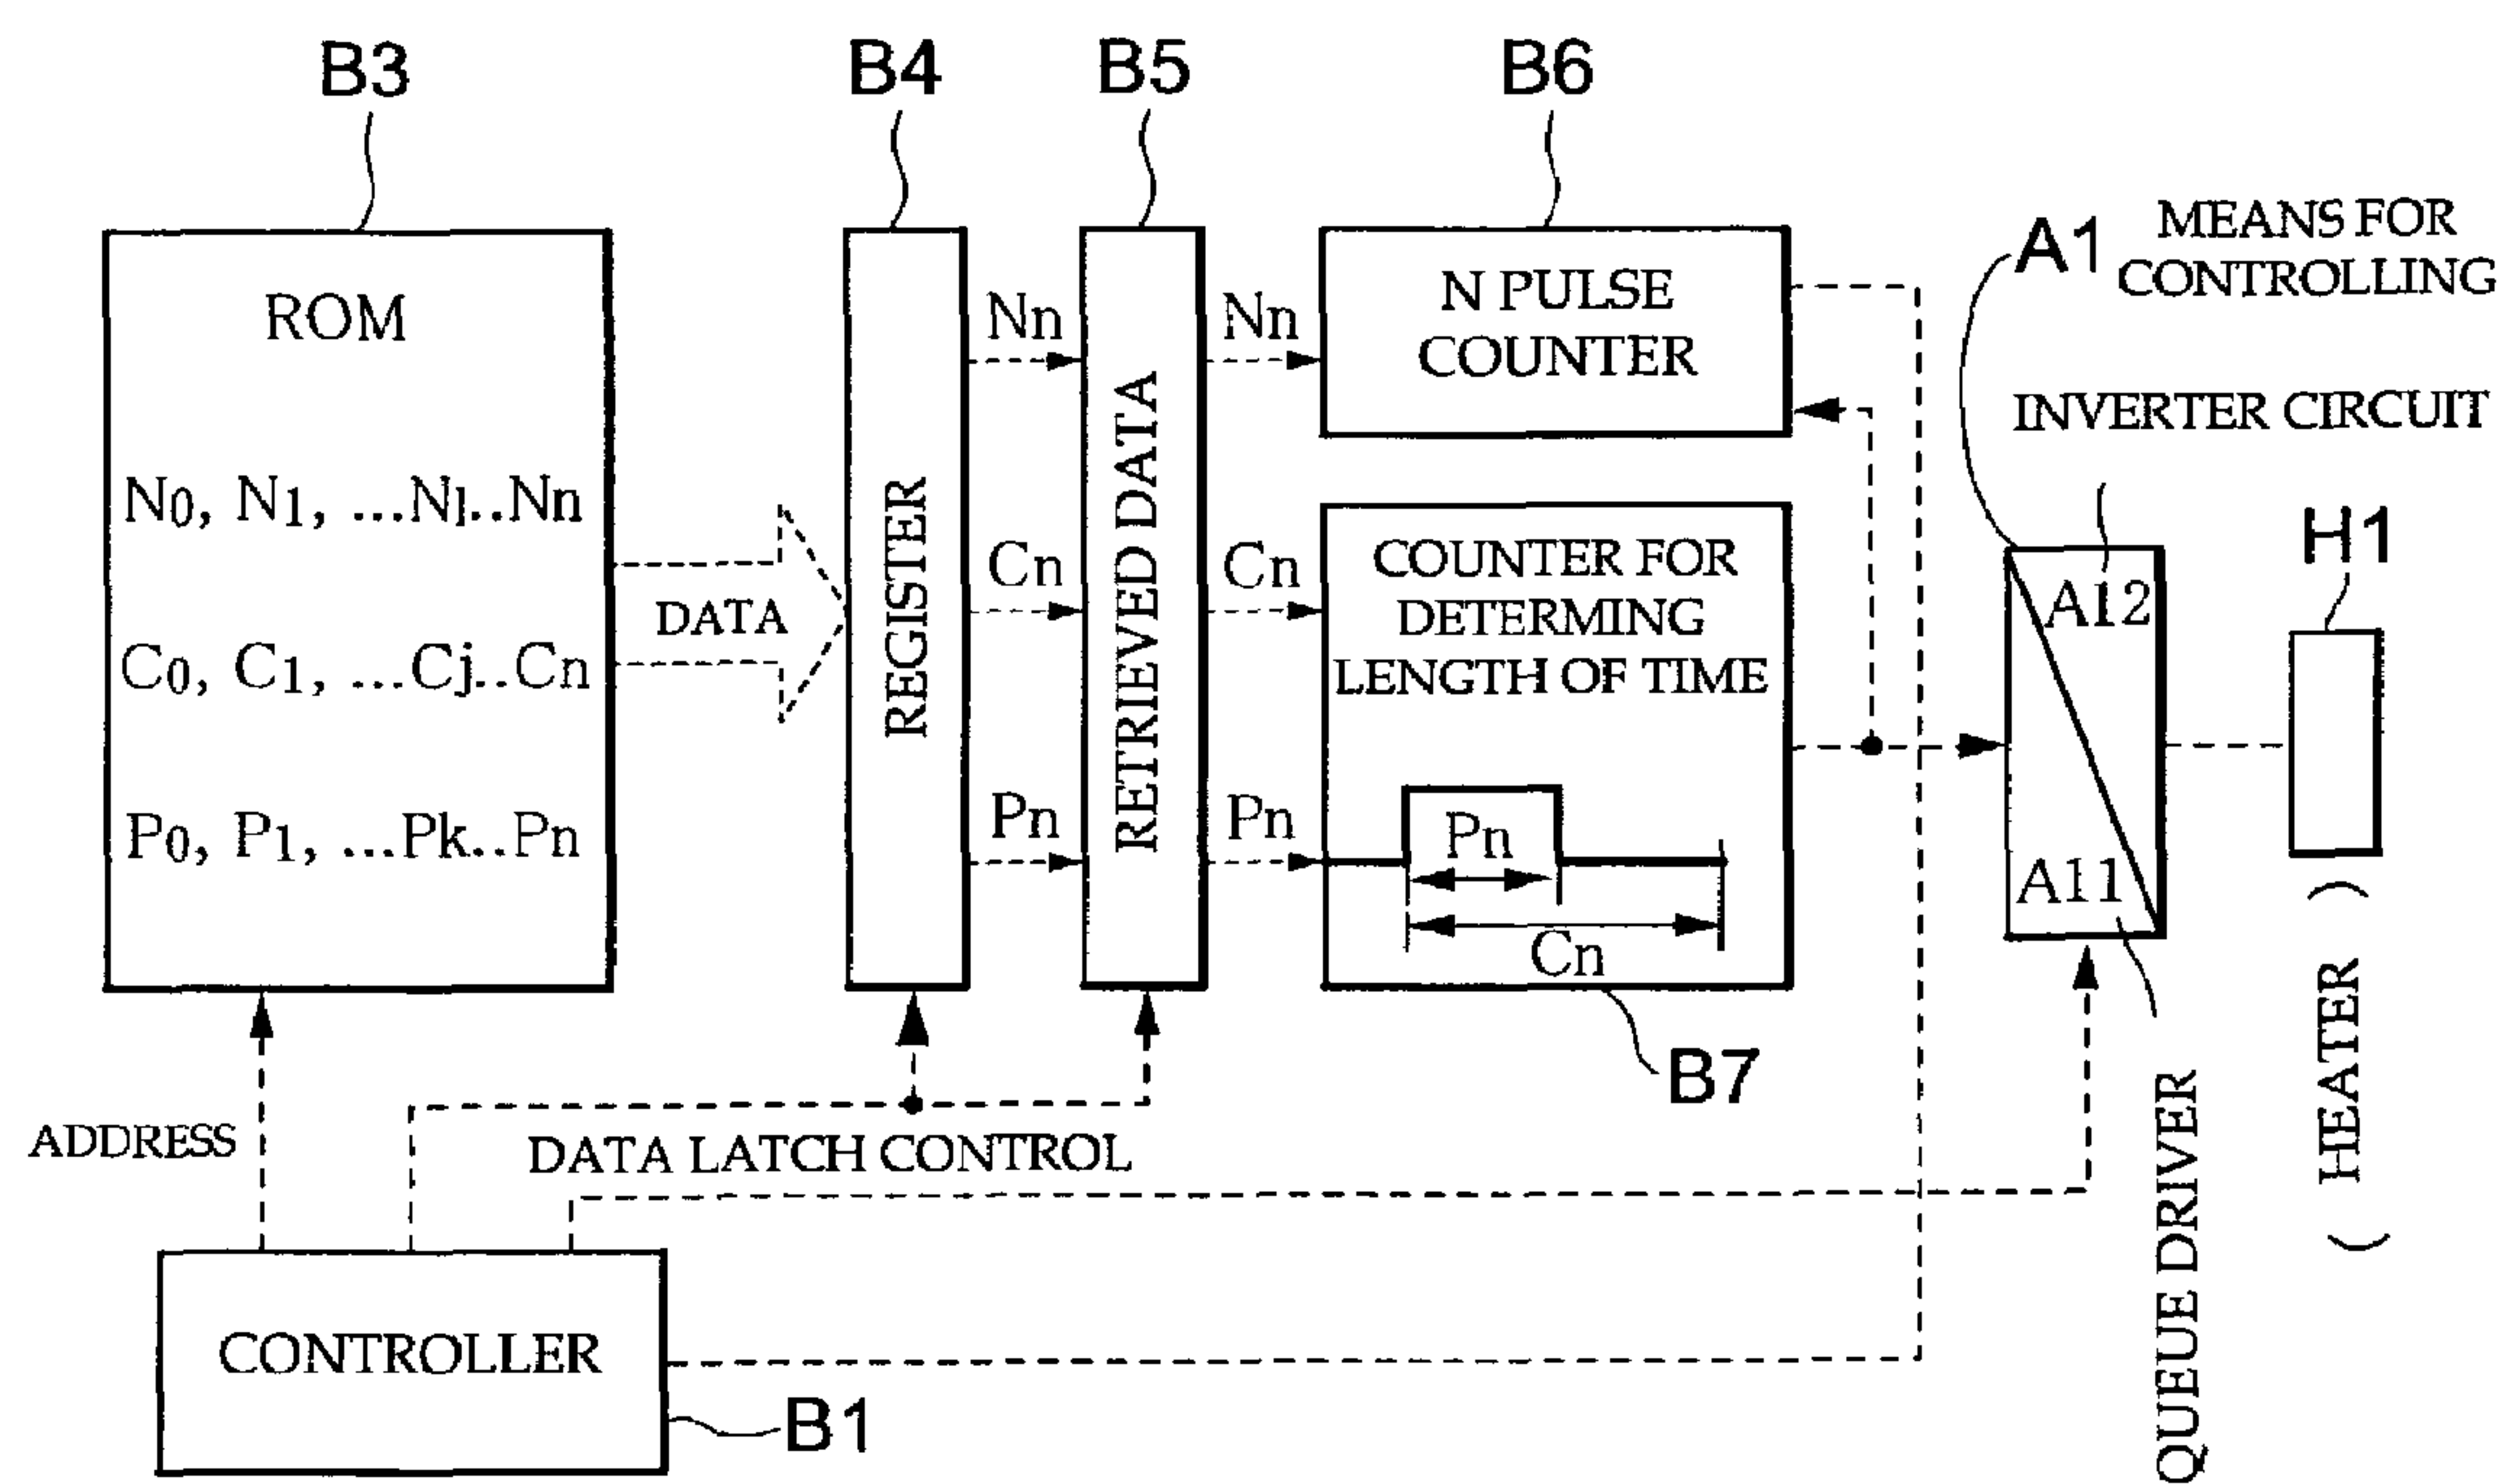 B3
B4
B5
B6
A1
MEANS FOR
CONTROLLING
ROM
N0, N1, ...Nl..Nn
C0, C1, ...Cj..Cn
P0, P1, ...Pk..Pn
DATA
REGISTER
Nn
Cn
Pn
RETRIEVED DATA
Nn
Cn
Pn
N PULSE
COUNTER
COUNTER FOR
DETERMING
LENGTH OF TIME
Pn
Cn
B7
INVERTER CIRCUIT
A12
A11
H1
( HEATER )
QUEUE DRIVER
ADDRESS
DATA LATCH CONTROL
CONTROLLER
B1